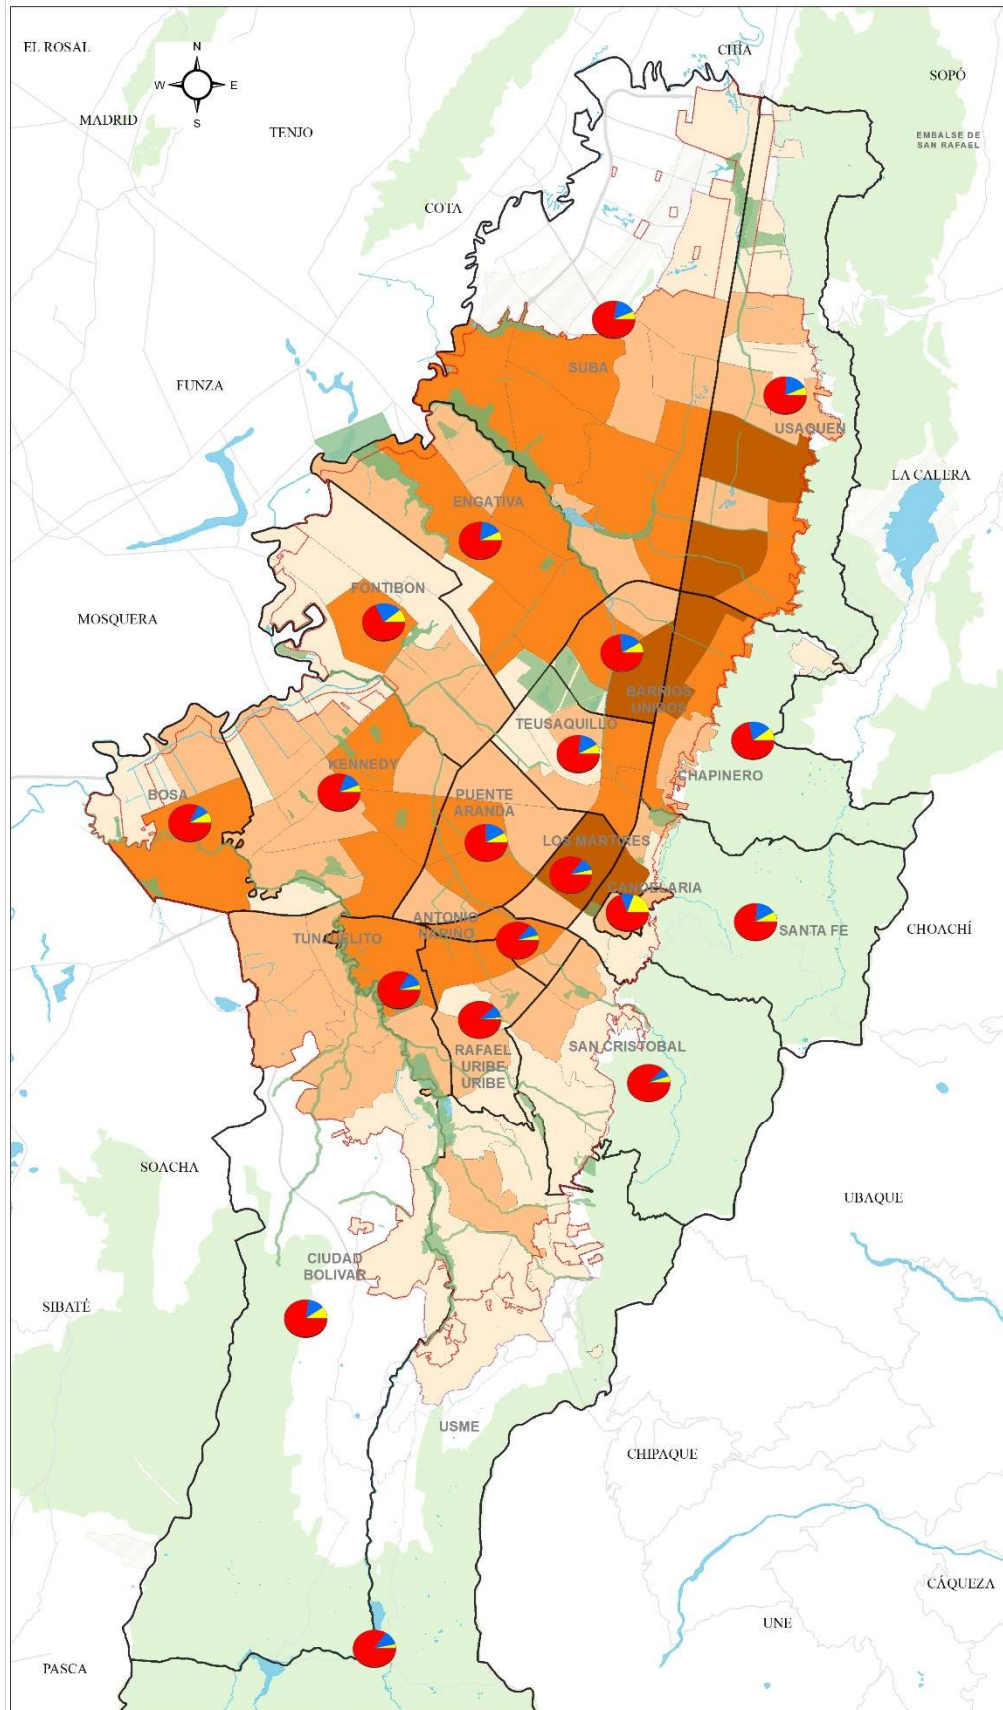 EL ROSAL
N
CHÍA
SOPÓ
W
E
S
MADRID
TENJO
EMBALSE DE
SAN RAFAEL
COTA
SUBA
FUNZA
USAQUEN
LA CALERA
ENGATIVA
FONTIBON
MOSQUERA
BARRIOS
UNIDOS
TEUSAQUILLO
KENNEDY
CHAPINERO
BOSA
PUENTE
ARANDA
LOS MARTIRES
CANDELARIA
ANTONIO
NARIÑO
SANTA FE
CHOACHÍ
TUNJUELITO
RAFAEL
URIBE
URIBE
SAN CRISTOBAL
SOACHA
UBAQUE
CIUDAD
BOLIVAR
SIBATÉ
USME
CHIPAQUE
CÁQUEZA
UNE
PASCA